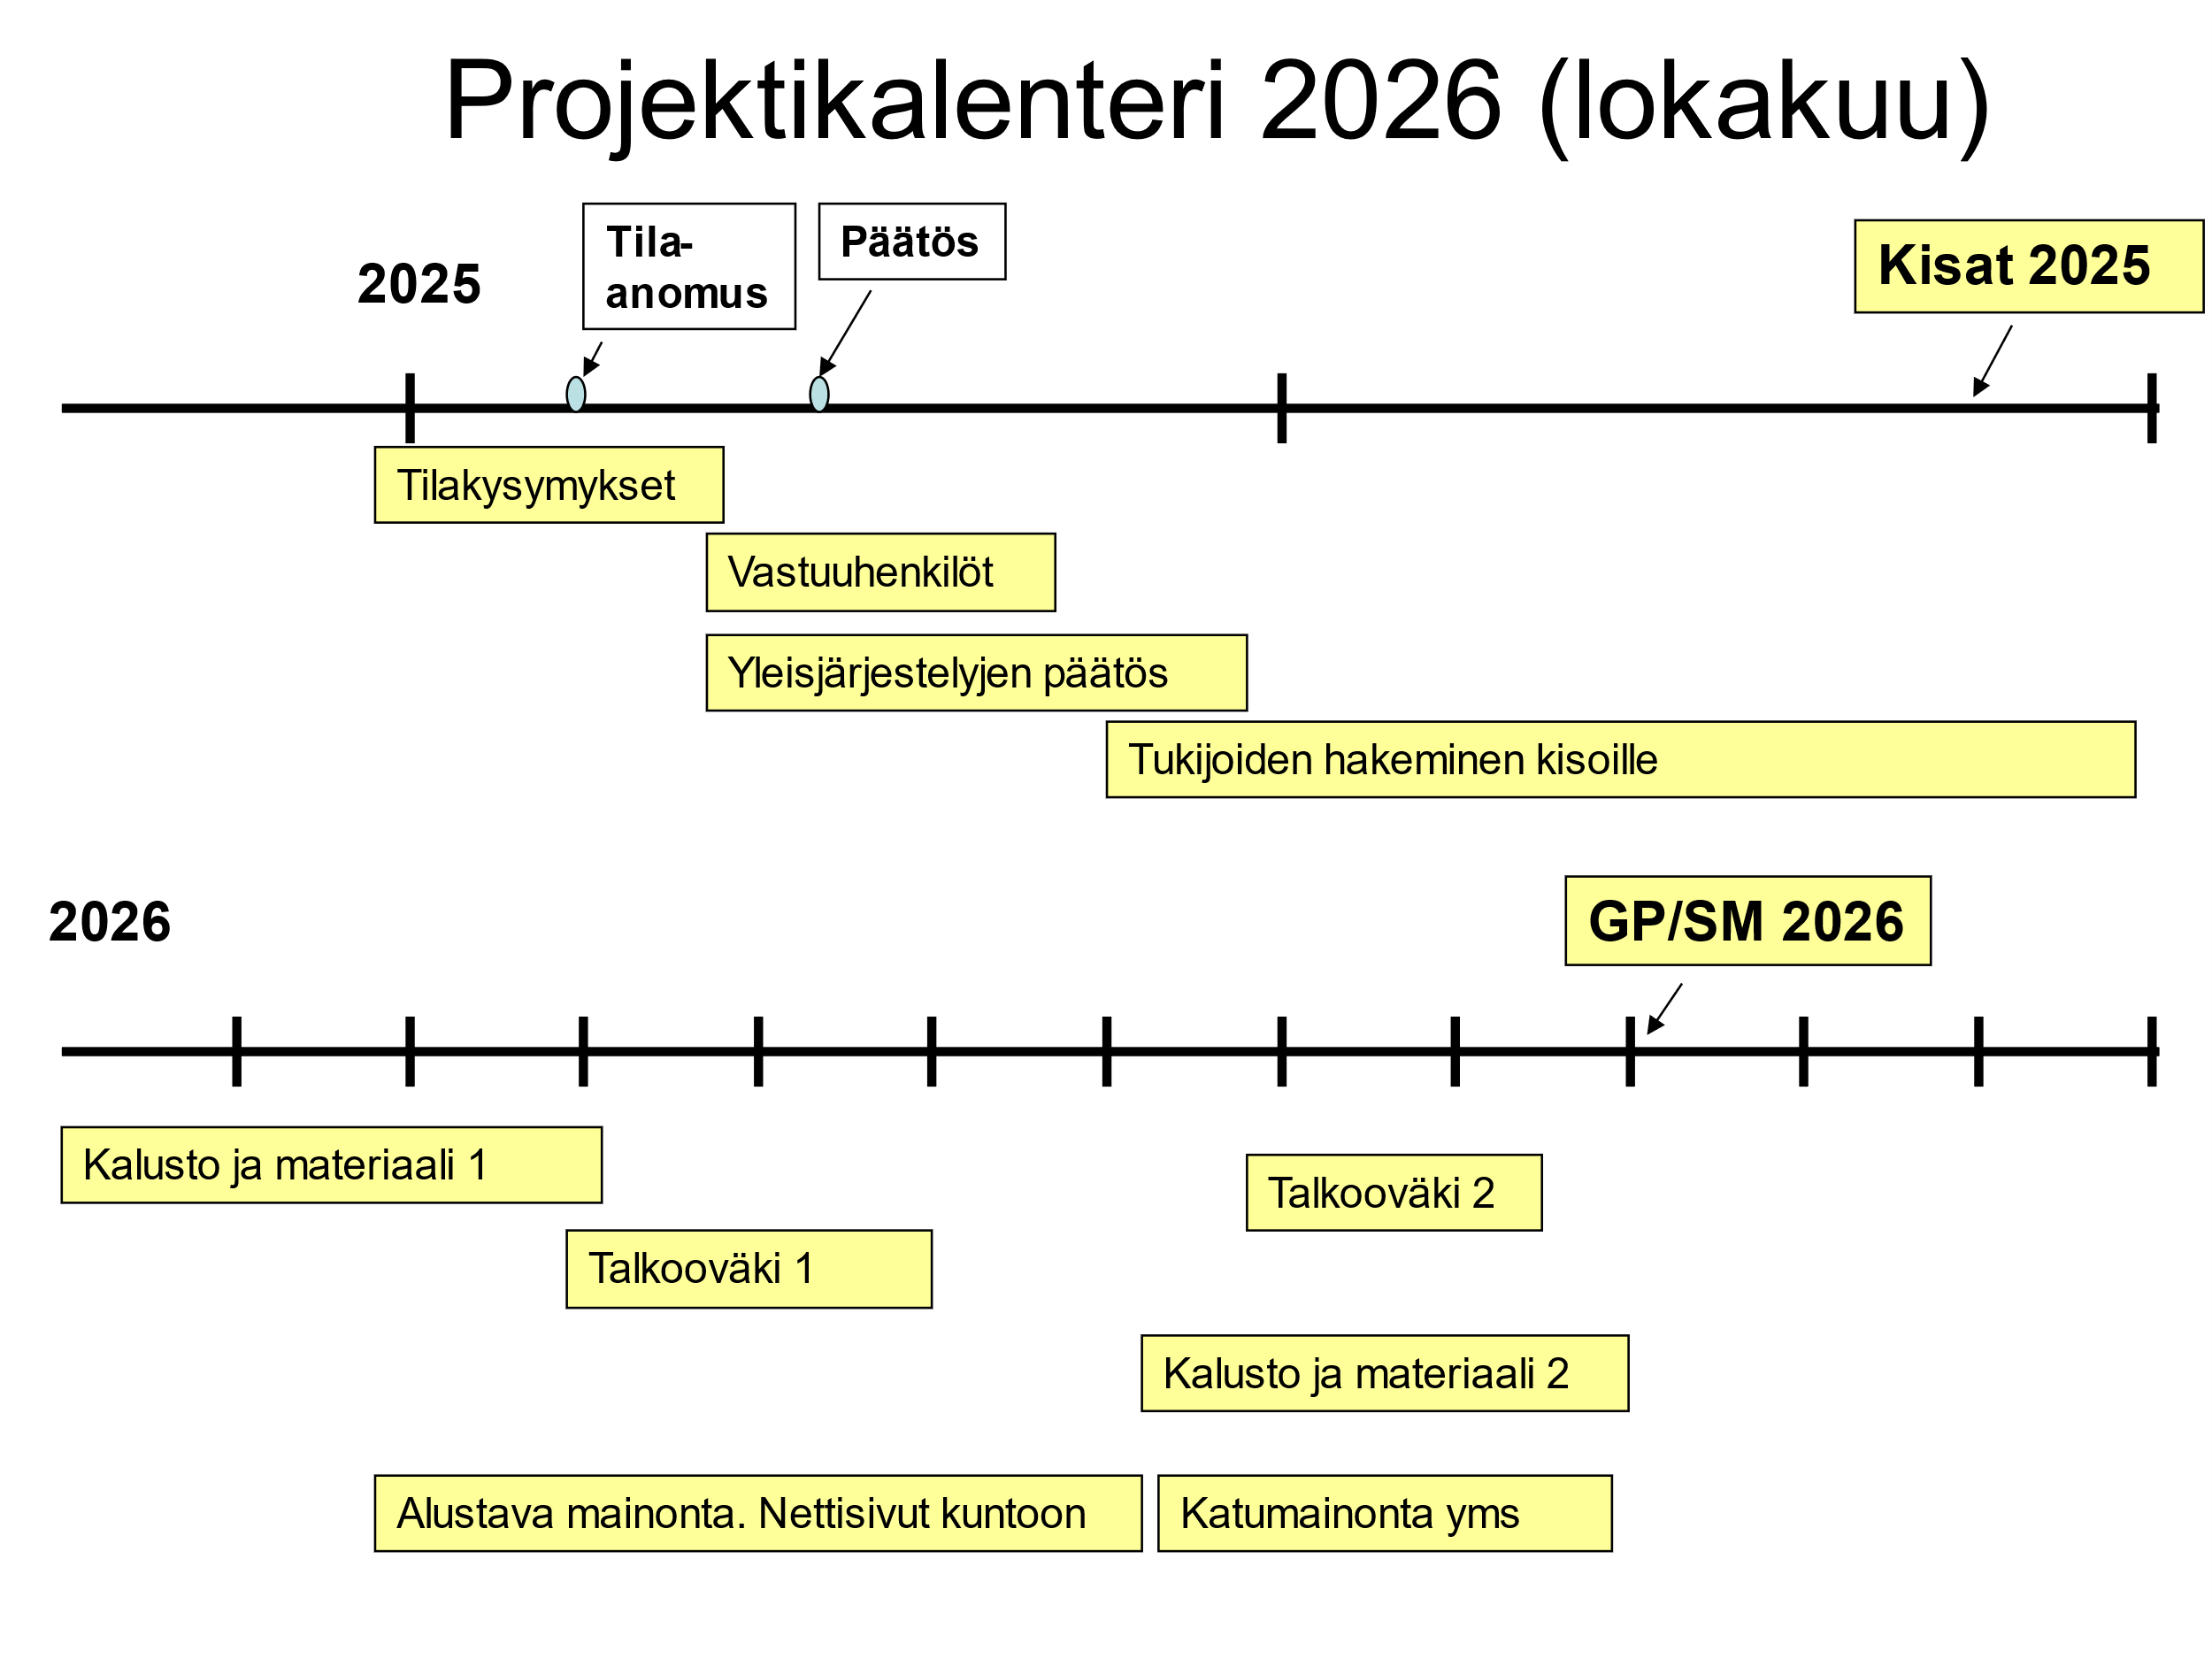 Projektikalenteri 2026 (lokakuu)
2025
Tila-
anomus
Päätös
Kisat 2025
Tilakysymykset
Vastuuhenkilöt
Yleisjärjestelyjen päätös
Tukijoiden hakeminen kisoille
2026
GP/SM 2026
Kalusto ja materiaali 1
Talkooväki 2
Talkooväki 1
Kalusto ja materiaali 2
Alustava mainonta. Nettisivut kuntoon
Katumainonta yms